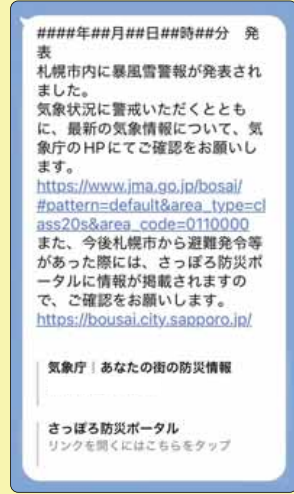 ####年##月##日##時##分　発
表
札幌市内に暴風雪警報が発表され
ました。
気象状況に警戒いただくととも
に、最新の気象情報について、気
象庁のHPにてご確認をお願いし
ます。
https://www.jma.go.jp/bosai/
#pattern=default&area_type=cl
ass20s&area_code=0110000
また、今後札幌市から避難発令等
があった際には、さっぽろ防災ポ
ータルに情報が掲載されますの
で、ご確認をお願いします。
https://bousai.city.sapporo.jp/
気象庁｜あなたの街の防災情報
さっぽろ防災ポータル
リンクを開くにはこちらをタップ